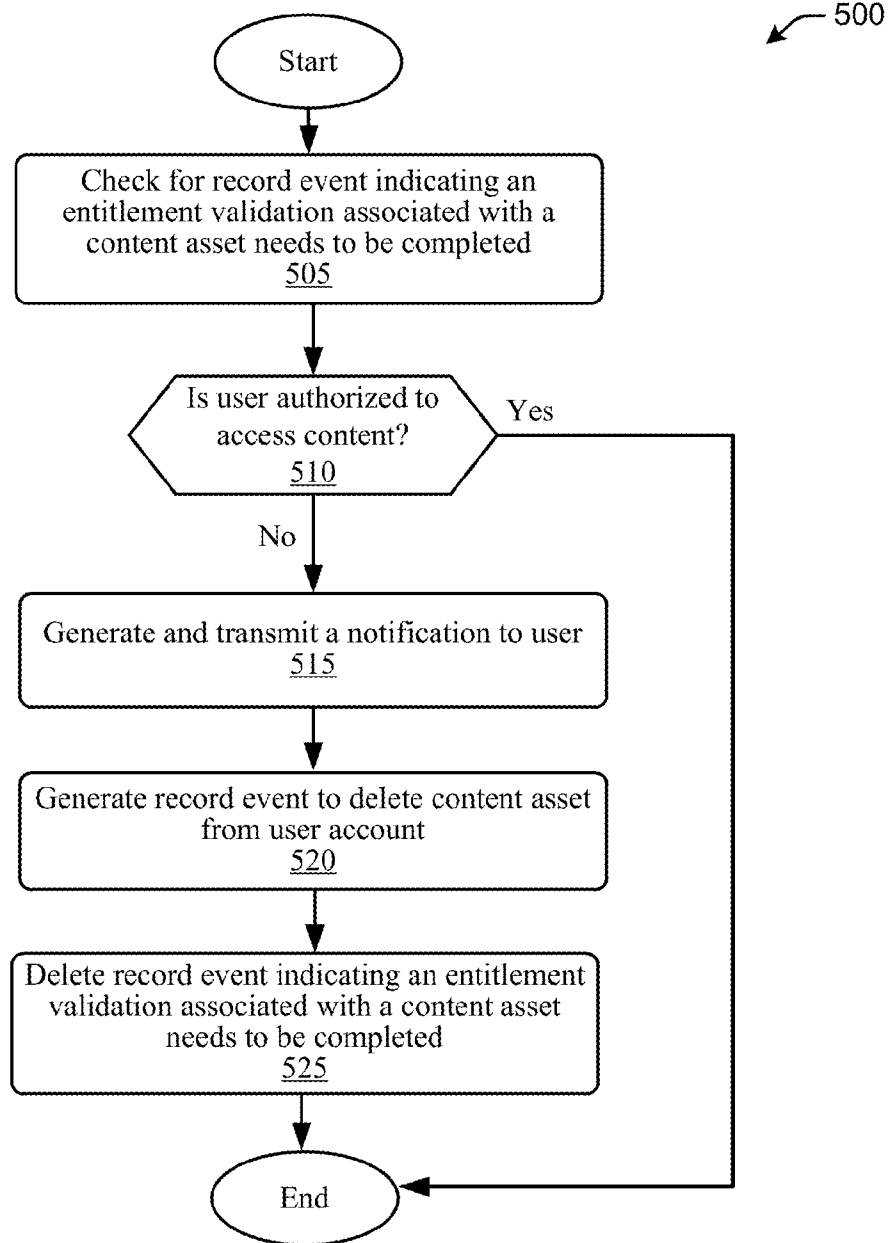 500
Start
Check for record event indicating an
entitlement validation associated with a
content asset needs to be completed
505
Is user authorized to
access content?
510
Yes
No
Generate and transmit a notification to user
515
Generate record event to delete content asset
from user account
520
Delete record event indicating an entitlement
validation associated with a content asset
needs to be completed
525
End